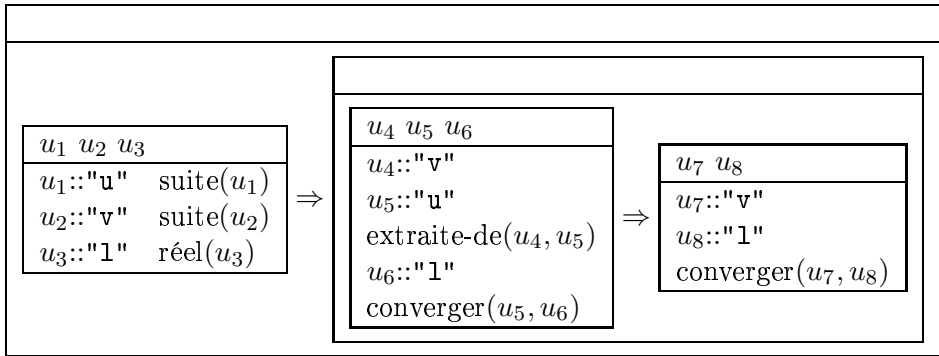 u₁ u₂ u₃
u₁::"u" suite(u₁)
u₂::"v" suite(u₂)
u₃::"l" réel(u₃)
⇒
u₄ u₅ u₆
u₄::"v"
u₅::"u"
extraite-de(u₄, u₅)
u₆::"l"
converger(u₅, u₆)
⇒
u₇ u₈
u₇::"v"
u₈::"l"
converger(u₇, u₈)